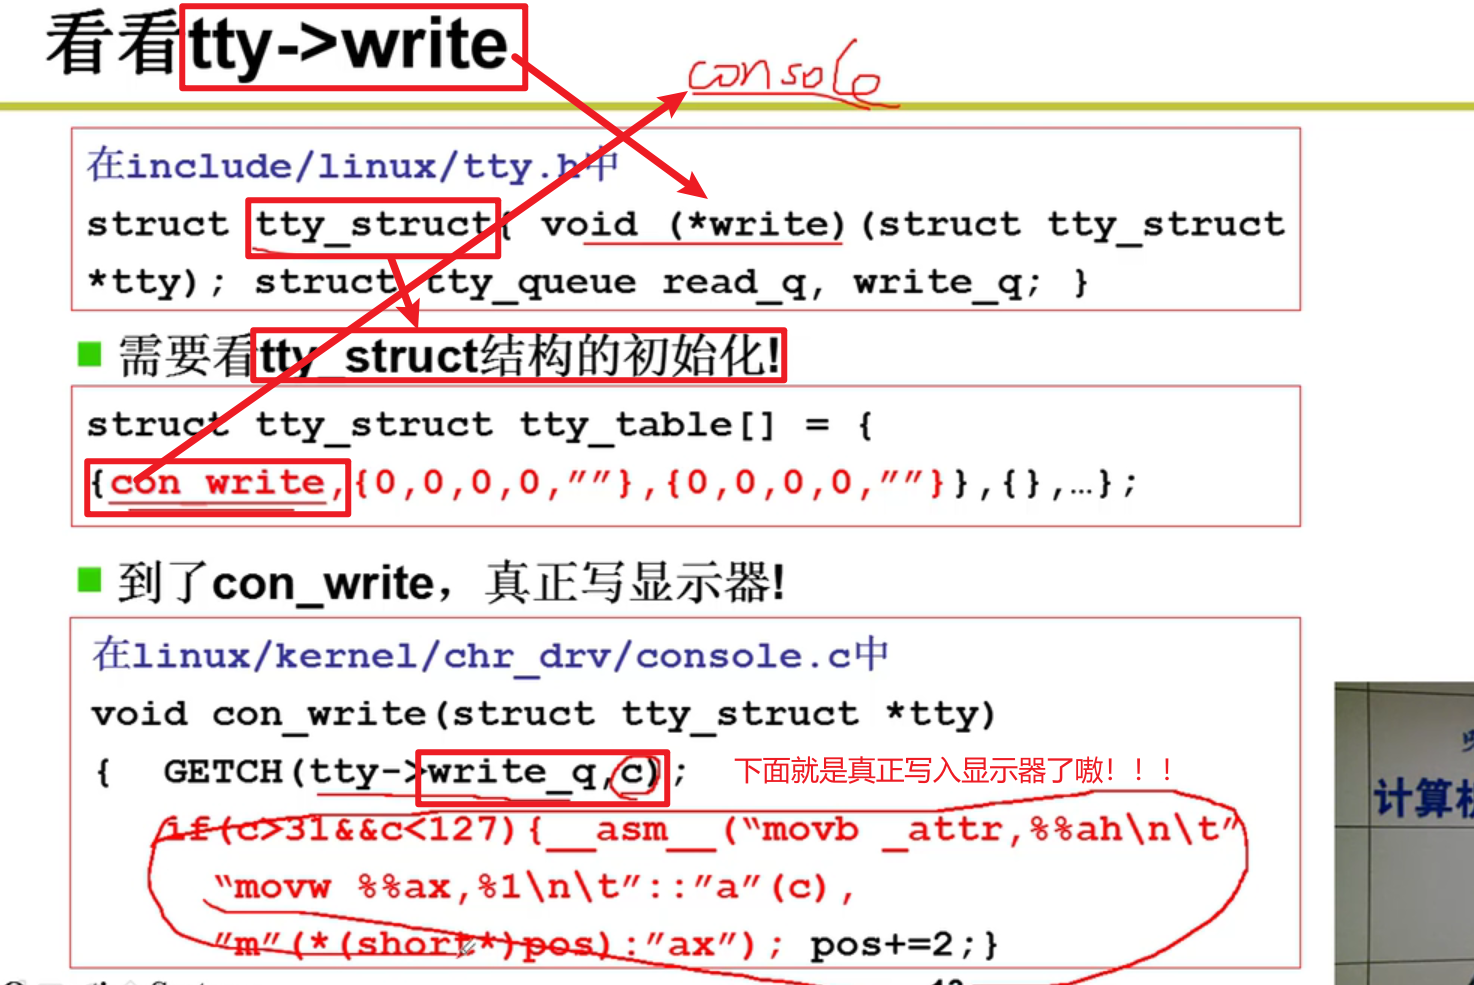 看看tty->write
console
在include/linux/tty.h中
struct tty_struct{ void (*write)(struct tty_struct
*tty); struct tty_queue read_q, write_q; }
需要看tty_struct结构的初始化!
struct tty_struct tty_table[] = {
{con_write,{0,0,0,0,””},{0,0,0,0,””}},{},…};
到了con_write，真正写显示器!
在linux/kernel/chr_drv/console.c中
void con_write(struct tty_struct *tty)
{ GETCH(tty->write_q,c);
下面就是真正写入显示器了嗷！！！
if(c>31&&c<127){__asm__(“movb _attr,%%ah\n\t”
“movw %%ax,%1\n\t”::”a”(c),
”m”(*(short*)pos):”ax”); pos+=2;}
计算机